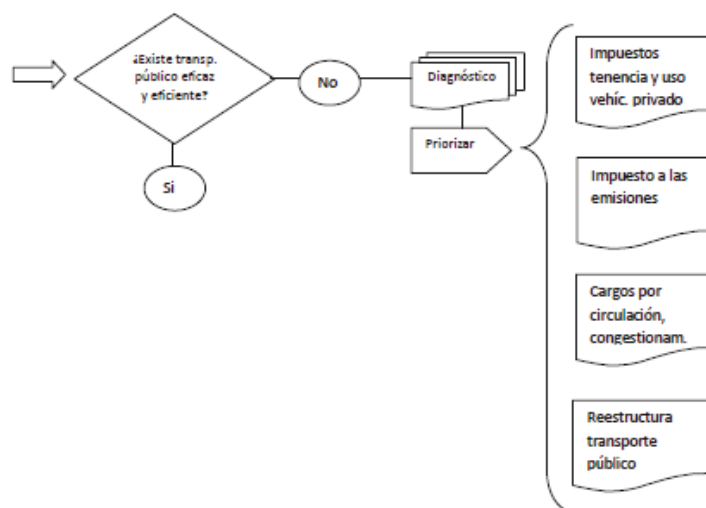 ¿Existe transp.
público eficaz
y eficiente?
No
Si
Diagnóstico
Priorizar
Impuestos
tenencia y uso
vehíc. privado
Impuesto a las
emisiones
Cargos por
circulación,
congestionam.
Reestructura
transporte
público